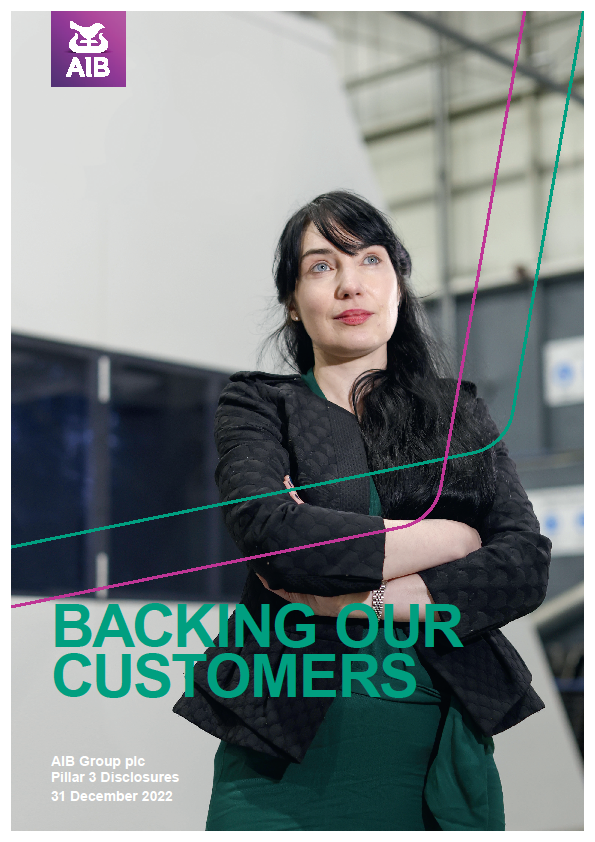 AIB
BACKING OUR
CUSTOMERS
AIB Group plc
Pillar 3 Disclosures
31 December 2022